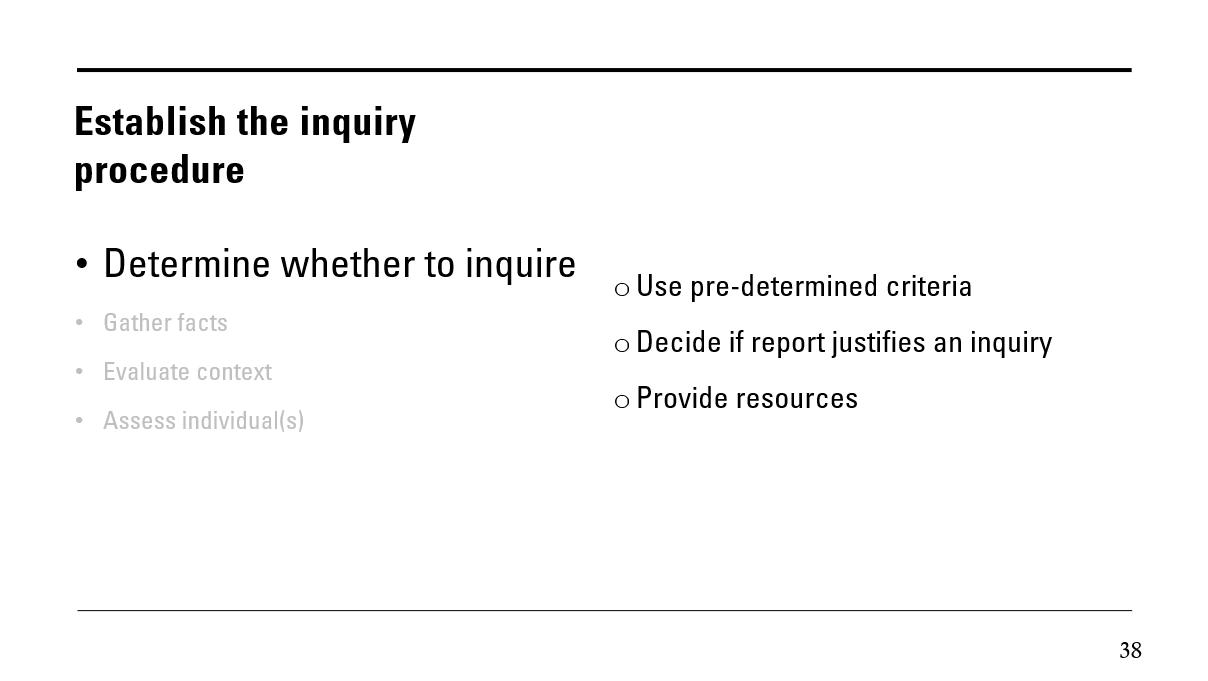 Establish the inquiry
procedure
• Determine whether to inquire
• Gather facts
• Evaluate context
• Assess individual(s)
○ Use pre-determined criteria
○ Decide if report justifies an inquiry
○ Provide resources
38